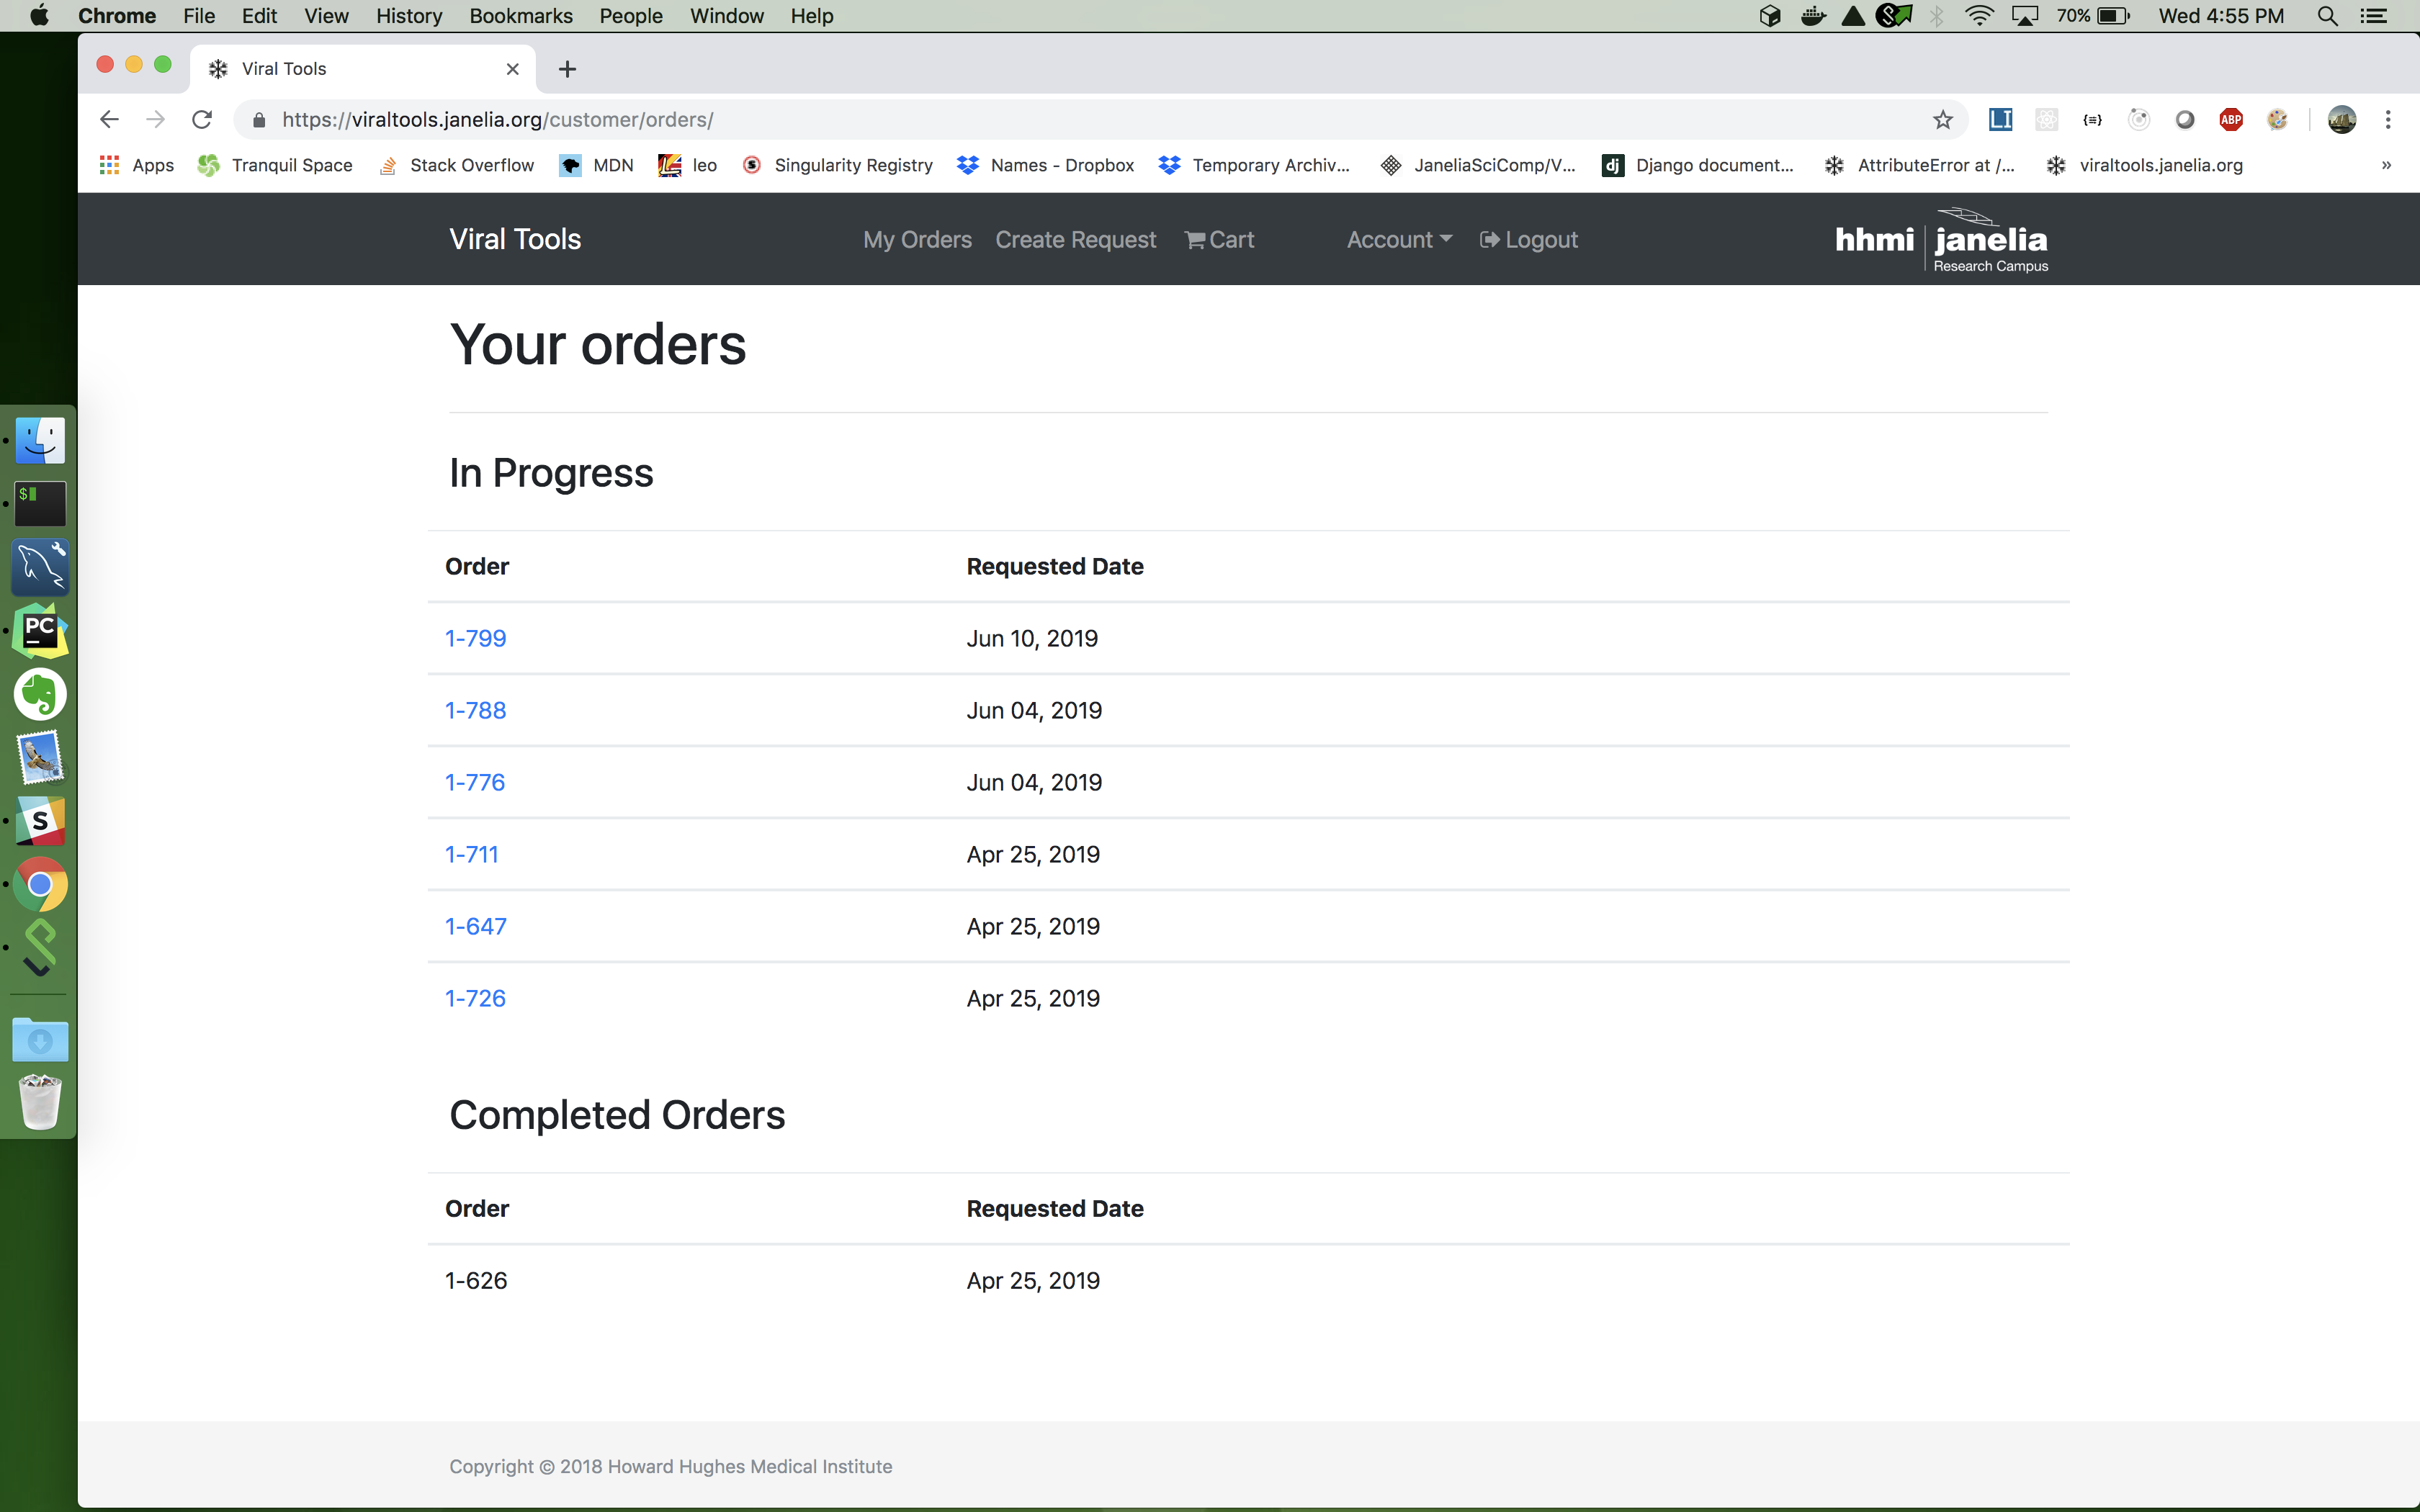 Chrome File Edit View History Bookmarks People Window Help 70% Wed 4:55 PM
Viral Tools
https://viraltools.janelia.org/customer/orders/ LI {≡} ABP
Apps Tranquil Space Stack Overflow MDN leo Singularity Registry Names - Dropbox Temporary Archiv... JaneliaSciComp/V... dj Django document... AttributeError at /... viraltools.janelia.org »
Viral Tools My Orders Create Request Cart Account Logout hhmi janelia
Research Campus
Your orders
In Progress
Order Requested Date
1-799 Jun 10, 2019
1-788 Jun 04, 2019
1-776 Jun 04, 2019
1-711 Apr 25, 2019
1-647 Apr 25, 2019
1-726 Apr 25, 2019
Completed Orders
Order Requested Date
1-626 Apr 25, 2019
Copyright © 2018 Howard Hughes Medical Institute
$
PC
S